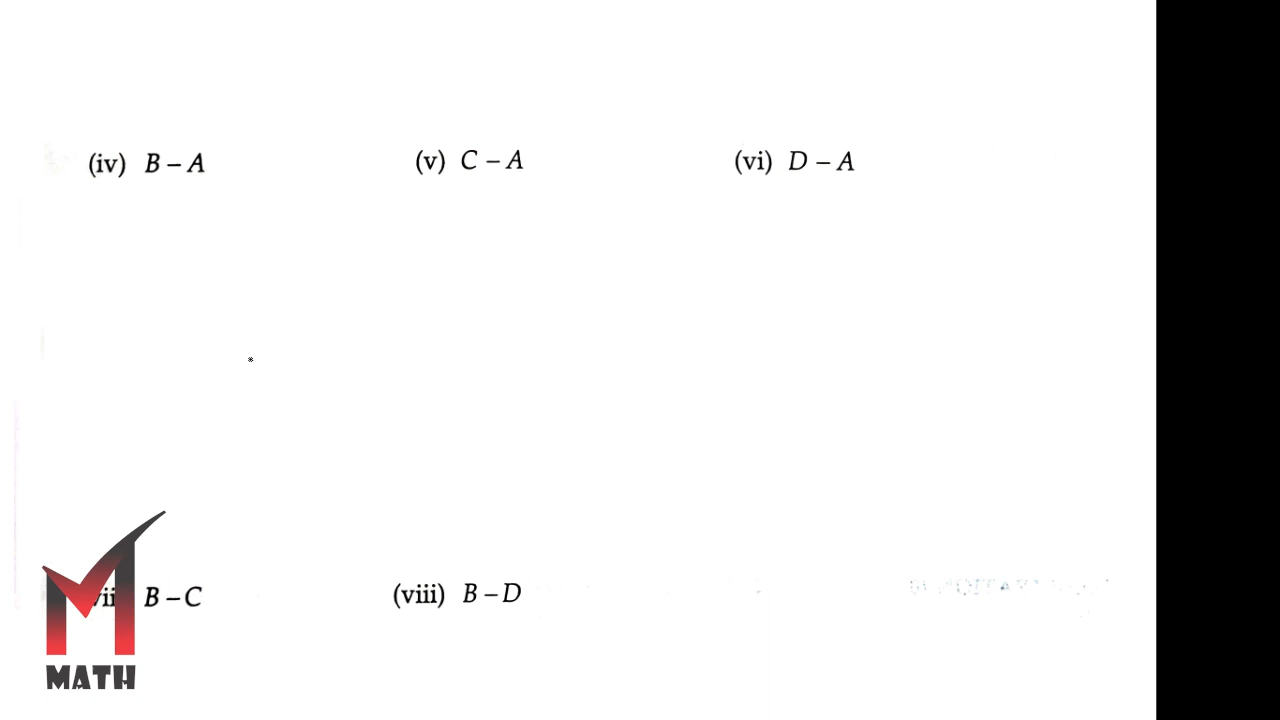 (iv) B – A (v) C – A (vi) D – A
B – C (viii) B – D
MATH